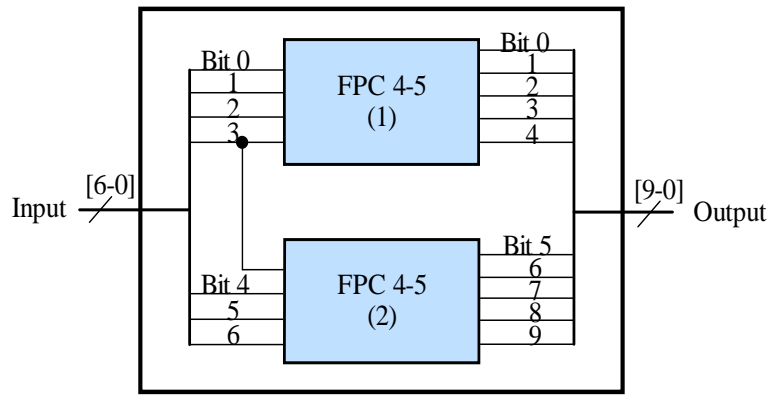 Bit 0
1
2
3
FPC 4-5
(1)
Bit 0
1
2
3
4
Input
[6-0]
[9-0]
Output
Bit 4
5
6
FPC 4-5
(2)
Bit 5
6
7
8
9